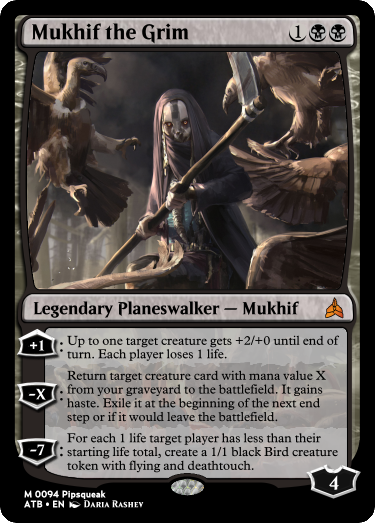 Mukhif the Grim 1
Legendary Planeswalker — Mukhif
+1: Up to one target creature gets +2/+0 until end of
turn. Each player loses 1 life.
-X: Return target creature card with mana value X
from your graveyard to the battlefield. It gains
haste. Exile it at the beginning of the next end
step or if it would leave the battlefield.
-7: For each 1 life target player has less than their
starting life total, create a 1/1 black Bird creature
token with flying and deathtouch.
4
M 0094 Pipsqueak
ATB • EN Daria Rashev